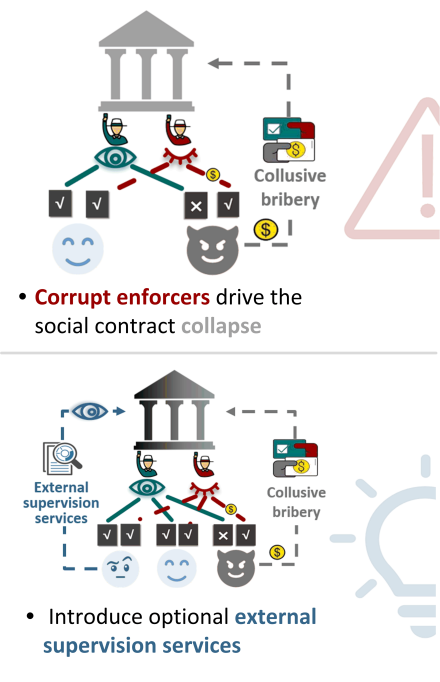 $
√ √ × √
Collusive
bribery
$
• Corrupt enforcers drive the
social contract collapse
External
supervision
services
$
Collusive
bribery
√ √ √ √ × √
$
• Introduce optional external
supervision services